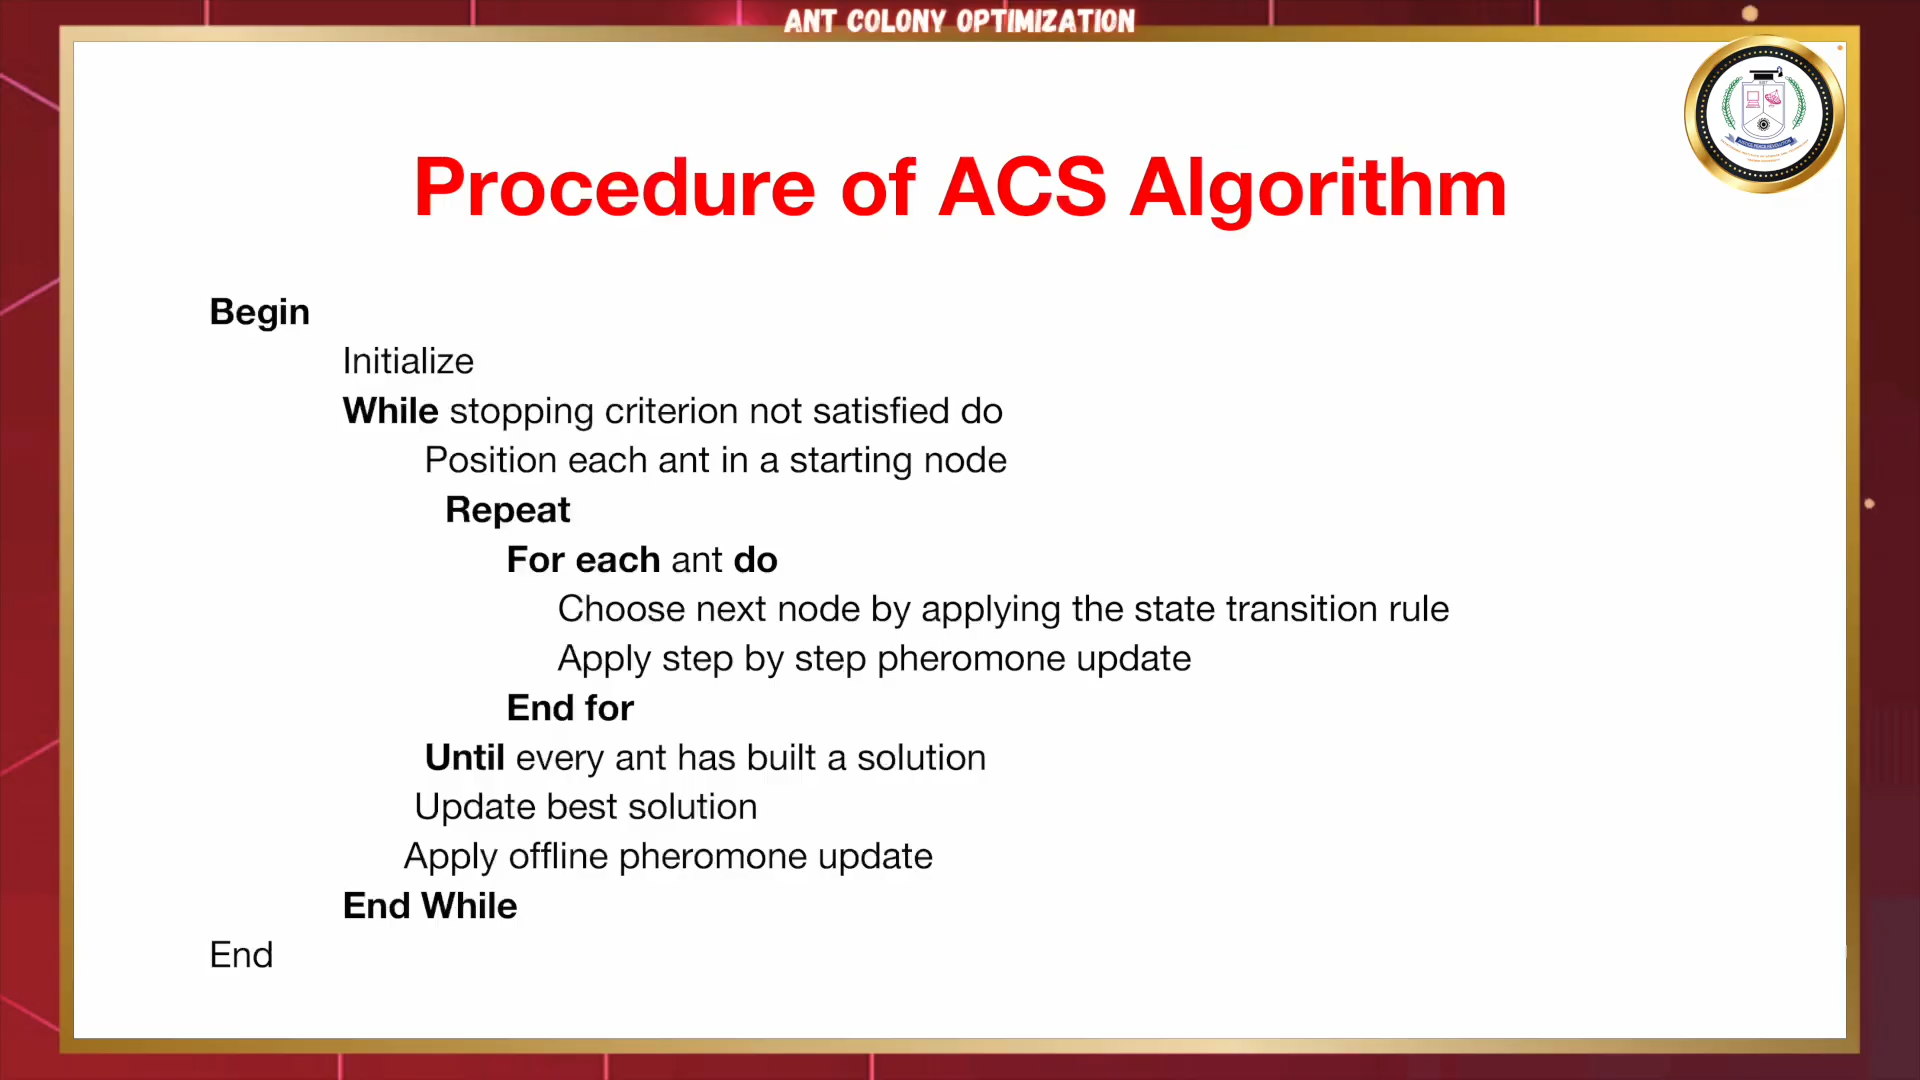 ANT COLONY OPTIMIZATION
Procedure of ACS Algorithm
Begin
Initialize
While stopping criterion not satisfied do
Position each ant in a starting node
Repeat
For each ant do
Choose next node by applying the state transition rule
Apply step by step pheromone update
End for
Until every ant has built a solution
Update best solution
Apply offline pheromone update
End While
End